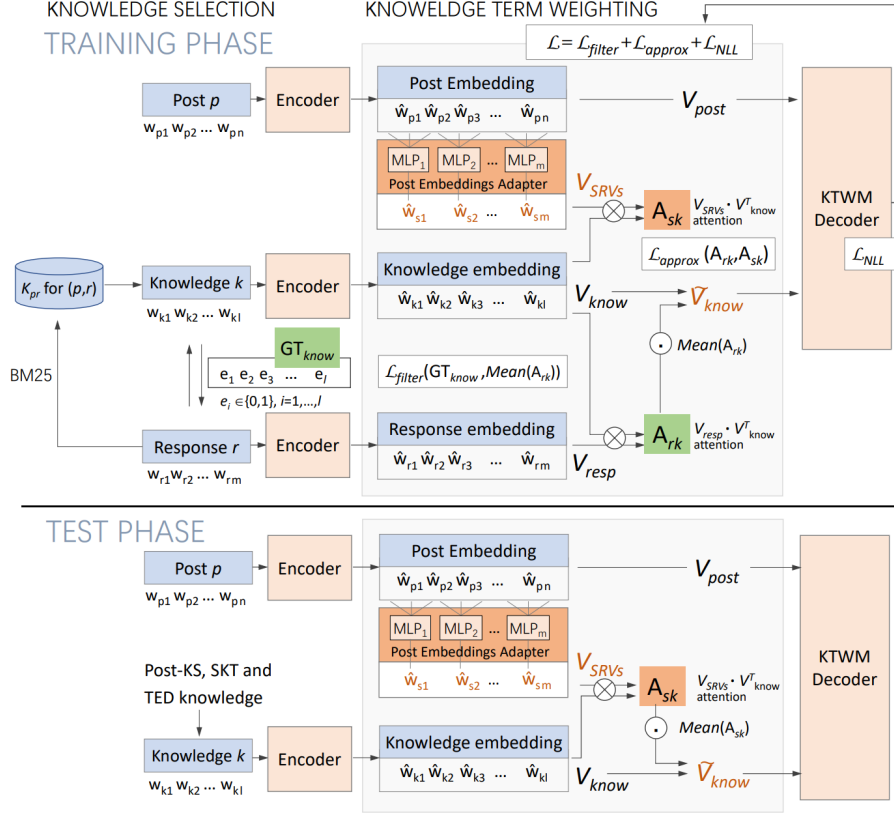 KNOWLEDGE SELECTION
KNOWELDGE TERM WEIGHTING
TRAINING PHASE
ℒ= ℒfilter+ℒapprox+ℒNLL
Post p
wp1 wp2 ... wpn
Encoder
Post Embedding
ŵp1 ŵp2 ŵp3 ... ŵpn
MLP1 MLP2 ... MLPm
Post Embeddings Adapter
ŵs1 ŵs2 ... ŵsm
Vpost
VSRVs
Ask
VSRVs · VTknow
attention
KTWM
Decoder
ℒapprox (Ark,Ask)
ℒNLL
Kpr for (p,r)
Knowledge k
wk1 wk2 ... wkl
Encoder
Knowledge embedding
ŵk1 ŵk2 ŵk3 ... ŵkl
Vknow
Ṽknow
Mean(Ark)
BM25
GTknow
e1 e2 e3 ... el
ei ∈{0,1}, i=1,...,l
ℒfilter(GTknow ,Mean(Ark))
Response r
wr1 wr2 ... wrm
Encoder
Response embedding
ŵr1 ŵr2 ŵr3 ... ŵrm
Vresp
Ark
Vresp · VTknow
attention
TEST PHASE
Post p
wp1 wp2 ... wpn
Encoder
Post Embedding
ŵp1 ŵp2 ŵp3 ... ŵpn
MLP1 MLP2 ... MLPm
Post Embeddings Adapter
ŵs1 ŵs2 ... ŵsm
Vpost
VSRVs
Ask
VSRVs · VTknow
attention
Mean(Ask)
KTWM
Decoder
Post-KS, SKT and
TED knowledge
Knowledge k
wk1 wk2 ... wkl
Encoder
Knowledge embedding
ŵk1 ŵk2 ŵk3 ... ŵkl
Vknow
Ṽknow